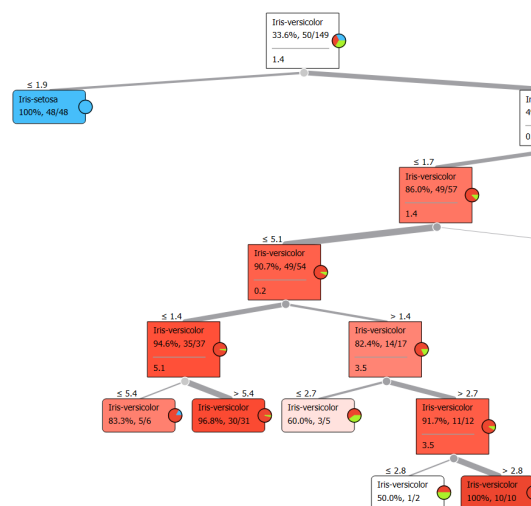 Iris-versicolor
33.6%, 50/149
1.4
≤ 1.9
Iris-setosa
100%, 48/48
≤ 1.7
Iris-versicolor
86.0%, 49/57
1.4
≤ 5.1
Iris-versicolor
90.7%, 49/54
0.2
≤ 1.4
Iris-versicolor
94.6%, 35/37
5.1
> 1.4
Iris-versicolor
82.4%, 14/17
3.5
≤ 5.4
Iris-versicolor
83.3%, 5/6
> 5.4
Iris-versicolor
96.8%, 30/31
≤ 2.7
Iris-versicolor
60.0%, 3/5
> 2.7
Iris-versicolor
91.7%, 11/12
3.5
≤ 2.8
Iris-versicolor
50.0%, 1/2
> 2.8
Iris-versicolor
100%, 10/10